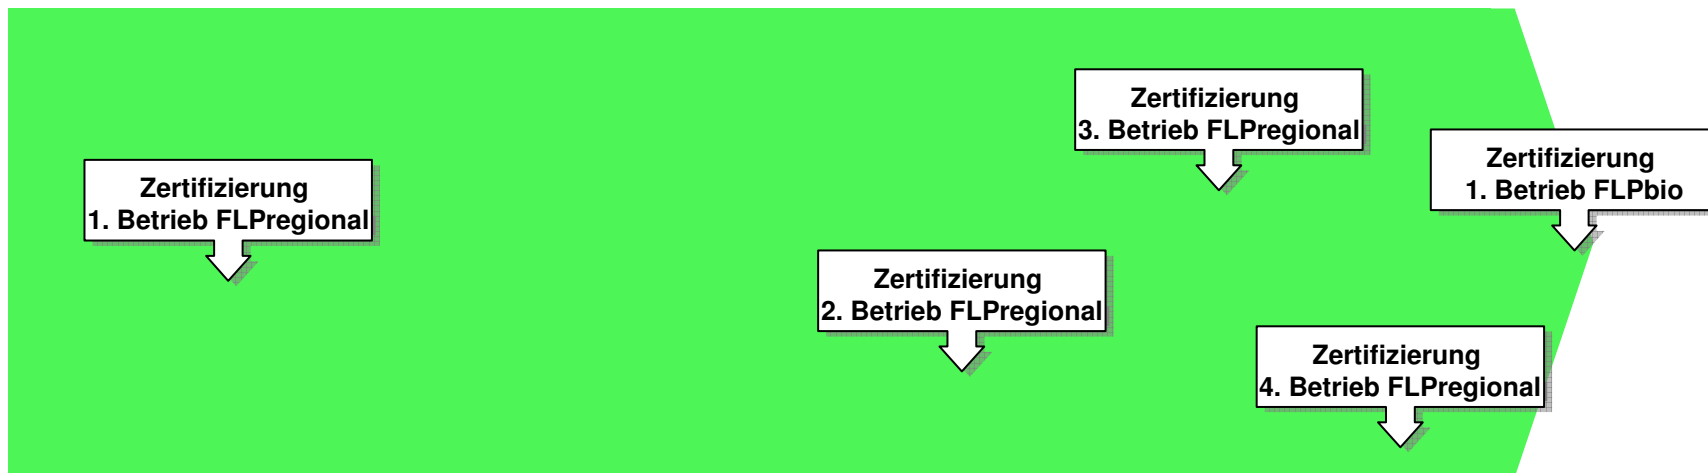 Zertifizierung
1. Betrieb FLPregional
Zertifizierung
2. Betrieb FLPregional
Zertifizierung
3. Betrieb FLPregional
Zertifizierung
4. Betrieb FLPregional
Zertifizierung
1. Betrieb FLPbio